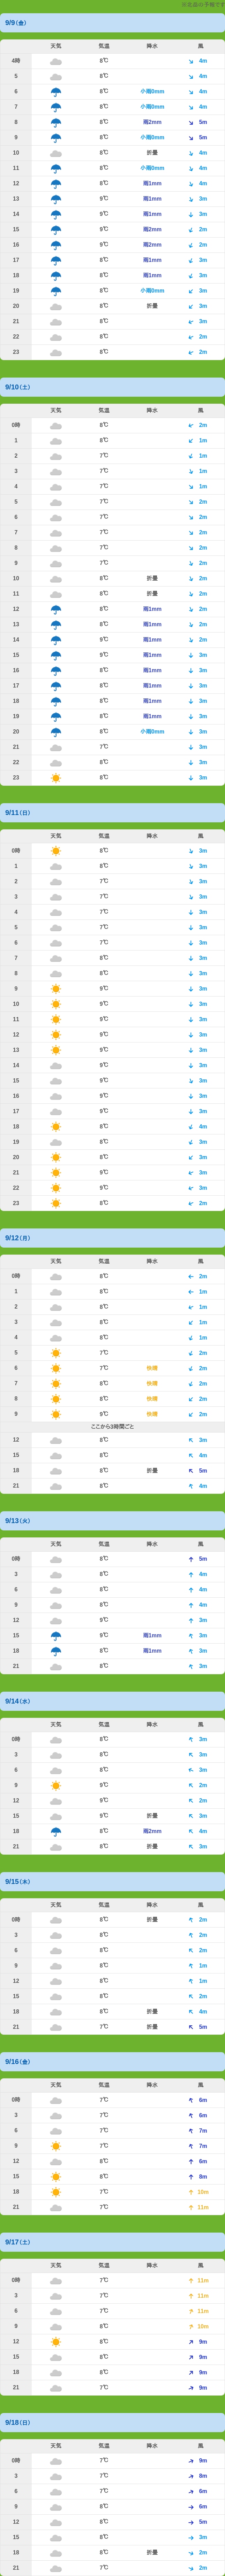 9/9（金）
天気 気温 降水 風
4時 8℃ 4m
5 8℃ 4m
6 8℃ 小雨0mm 4m
7 8℃ 小雨0mm 4m
8 8℃ 雨2mm 5m
9 8℃ 小雨0mm 5m
10 8℃ 折畳 4m
11 8℃ 小雨0mm 4m
12 8℃ 雨1mm 4m
13 9℃ 雨1mm 3m
14 9℃ 雨1mm 3m
15 9℃ 雨2mm 2m
16 9℃ 雨2mm 2m
17 8℃ 雨1mm 3m
18 8℃ 雨1mm 3m
19 8℃ 小雨0mm 3m
20 8℃ 折畳 3m
21 8℃ 3m
22 8℃ 2m
23 8℃ 2m
9/10（土）
天気 気温 降水 風
0時 8℃ 2m
1 8℃ 1m
2 7℃ 1m
3 7℃ 1m
4 7℃ 1m
5 7℃ 2m
6 7℃ 2m
7 7℃ 2m
8 7℃ 2m
9 7℃ 2m
10 8℃ 折畳 2m
11 8℃ 折畳 2m
12 8℃ 雨1mm 2m
13 8℃ 雨1mm 2m
14 9℃ 雨1mm 2m
15 9℃ 雨1mm 3m
16 8℃ 雨1mm 3m
17 8℃ 雨1mm 3m
18 8℃ 雨1mm 3m
19 8℃ 雨1mm 3m
20 8℃ 小雨0mm 3m
21 7℃ 3m
22 8℃ 3m
23 8℃ 3m
9/11（日）
天気 気温 降水 風
0時 8℃ 3m
1 8℃ 3m
2 7℃ 3m
3 7℃ 3m
4 7℃ 3m
5 7℃ 3m
6 7℃ 3m
7 8℃ 3m
8 8℃ 3m
9 9℃ 3m
10 9℃ 3m
11 9℃ 3m
12 9℃ 3m
13 9℃ 3m
14 9℃ 3m
15 9℃ 3m
16 9℃ 3m
17 9℃ 3m
18 8℃ 4m
19 8℃ 3m
20 8℃ 3m
21 9℃ 3m
22 9℃ 3m
23 8℃ 2m
9/12（月）
天気 気温 降水 風
0時 8℃ 2m
1 8℃ 1m
2 8℃ 1m
3 8℃ 1m
4 8℃ 1m
5 7℃ 2m
6 7℃ 快晴 2m
7 8℃ 快晴 2m
8 8℃ 快晴 2m
9 9℃ 快晴 2m
ここから3時間ごと
12 8℃ 3m
15 8℃ 4m
18 8℃ 折畳 5m
21 8℃ 4m
9/13（火）
天気 気温 降水 風
0時 8℃ 5m
3 8℃ 4m
6 8℃ 4m
9 8℃ 4m
12 9℃ 3m
15 9℃ 雨1mm 3m
18 8℃ 雨1mm 3m
21 8℃ 3m
9/14（水）
天気 気温 降水 風
0時 8℃ 3m
3 8℃ 3m
6 8℃ 3m
9 9℃ 2m
12 9℃ 2m
15 9℃ 折畳 3m
18 8℃ 雨2mm 4m
21 8℃ 折畳 3m
9/15（木）
天気 気温 降水 風
0時 8℃ 折畳 2m
3 8℃ 2m
6 8℃ 2m
9 8℃ 1m
12 8℃ 1m
15 8℃ 2m
18 8℃ 折畳 4m
21 7℃ 折畳 5m
9/16（金）
天気 気温 降水 風
0時 7℃ 6m
3 7℃ 6m
6 7℃ 7m
9 7℃ 7m
12 8℃ 6m
15 8℃ 8m
18 7℃ 10m
21 7℃ 11m
9/17（土）
天気 気温 降水 風
0時 7℃ 11m
3 7℃ 11m
6 7℃ 11m
9 7℃ 10m
12 8℃ 9m
15 8℃ 9m
18 8℃ 9m
21 7℃ 9m
9/18（日）
天気 気温 降水 風
0時 7℃ 9m
3 7℃ 8m
6 7℃ 6m
9 8℃ 6m
12 8℃ 5m
15 8℃ 3m
18 8℃ 折畳 2m
21 7℃ 2m